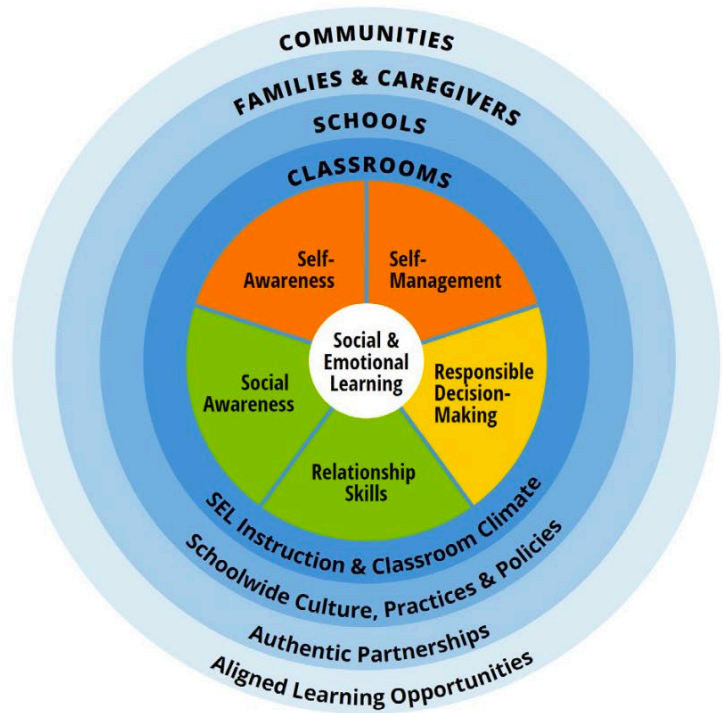 COMMUNITIES
FAMILIES & CAREGIVERS
SCHOOLS
CLASSROOMS
Self-
Awareness
Self-
Management
Social &
Emotional
Learning
Social
Awareness
Responsible
Decision-
Making
Relationship
Skills
SEL Instruction & Classroom Climate
Schoolwide Culture, Practices & Policies
Authentic Partnerships
Aligned Learning Opportunities